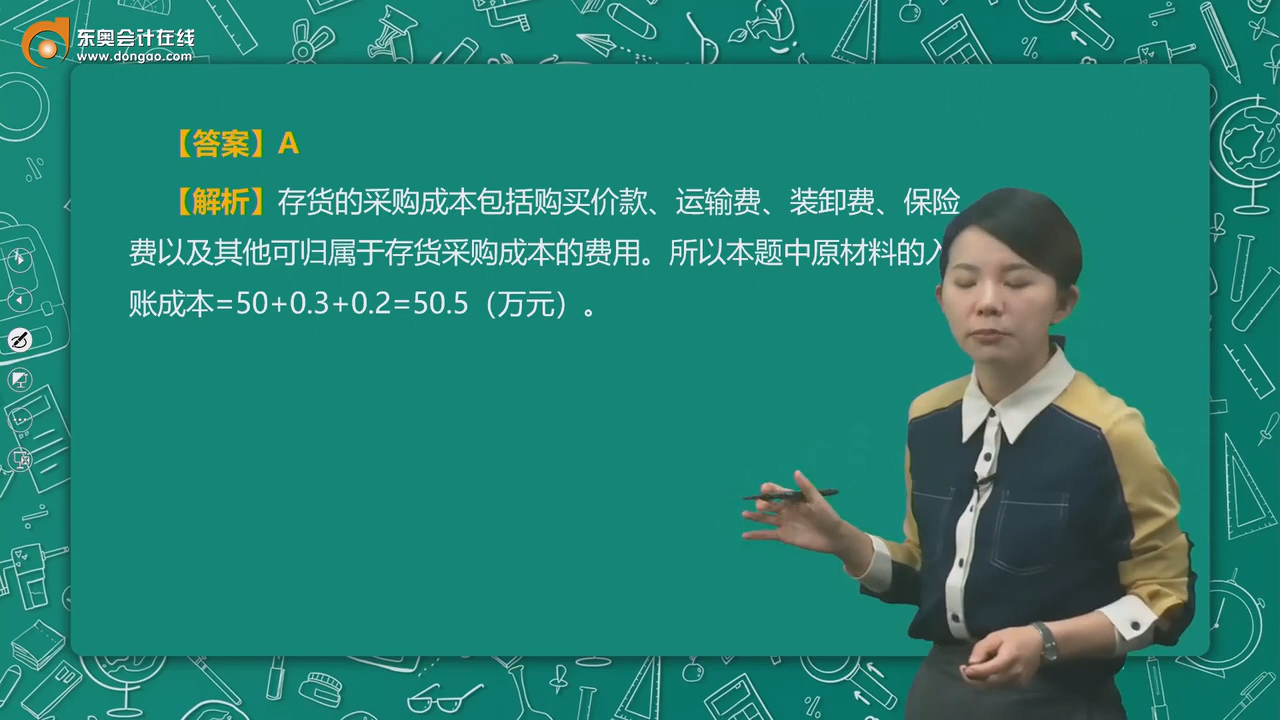 东奥会计在线
www.dongao.com
【答案】A
【解析】存货的采购成本包括购买价款、运输费、装卸费、保险
费以及其他可归属于存货采购成本的费用。所以本题中原材料的入
账成本=50+0.3+0.2=50.5（万元）。